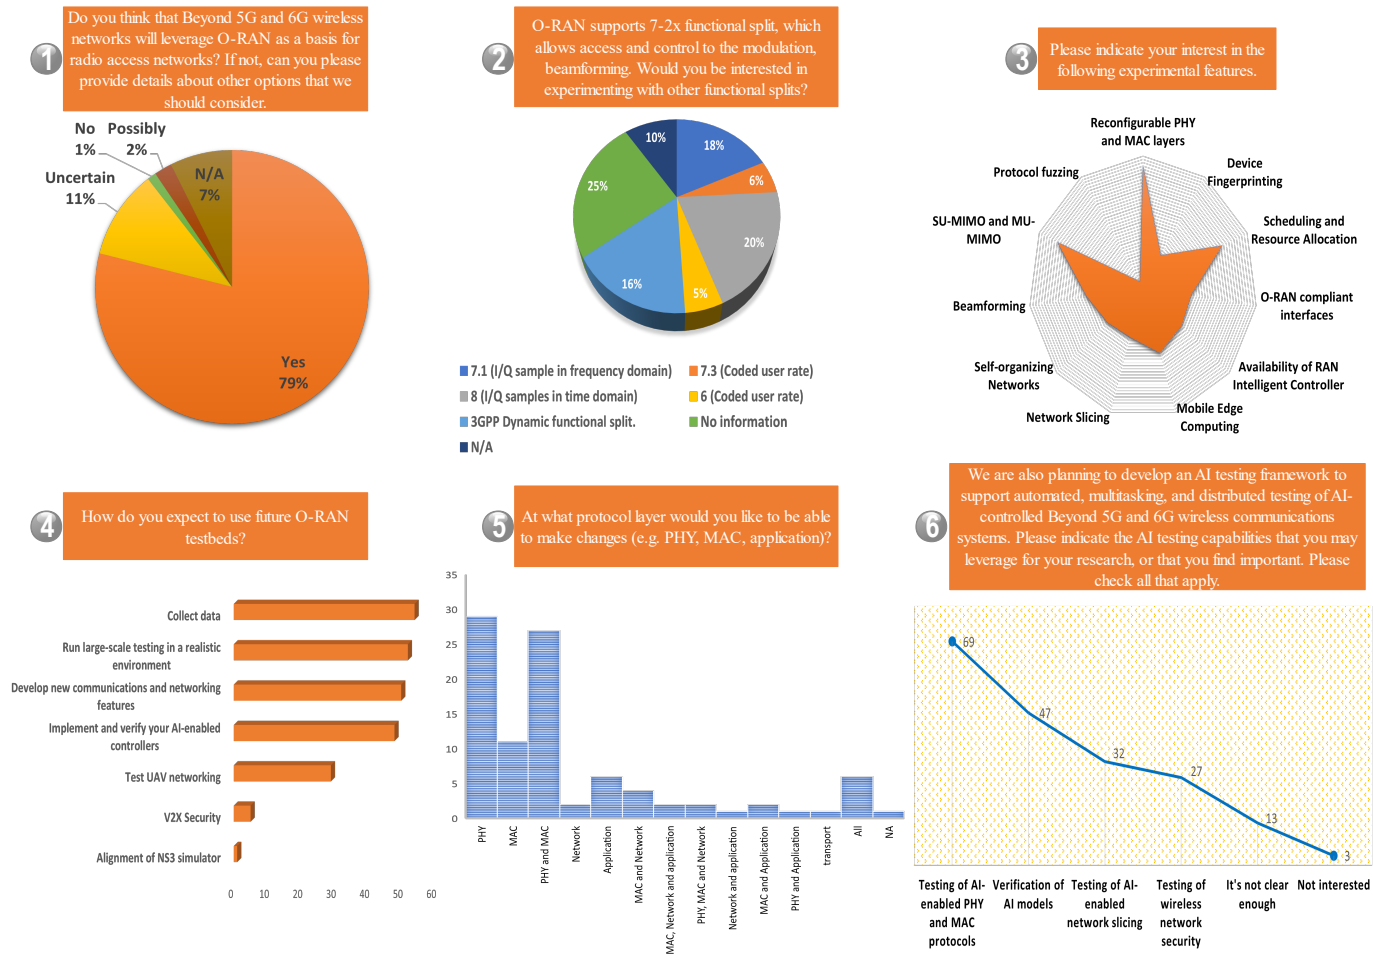 1
Do you think that Beyond 5G and 6G wireless
networks will leverage O-RAN as a basis for
radio access networks? If not, can you please
provide details about other options that we
should consider.
No
1%
Possibly
2%
Uncertain
11%
N/A
7%
Yes
79%
2
O-RAN supports 7-2x functional split, which
allows access and control to the modulation,
beamforming. Would you be interested in
experimenting with other functional splits?
10%
18%
6%
25%
20%
16%
5%
7.1 (I/Q sample in frequency domain)
7.3 (Coded user rate)
8 (I/Q samples in time domain)
6 (Coded user rate)
3GPP Dynamic functional split.
No information
N/A
3
Please indicate your interest in the
following experimental features.
Reconfigurable PHY
and MAC layers
Device
Fingerprinting
Scheduling and
Resource Allocation
O-RAN compliant
interfaces
Availability of RAN
Intelligent Controller
Mobile Edge
Computing
Network Slicing
Self-organizing
Networks
Beamforming
SU-MIMO and MU-
MIMO
Protocol fuzzing
4
How do you expect to use future O-RAN
testbeds?
Collect data
Run large-scale testing in a realistic
environment
Develop new communications and networking
features
Implement and verify your AI-enabled
controllers
Test UAV networking
V2X Security
Alignment of NS3 simulator
0 10 20 30 40 50 60
5
At what protocol layer would you like to be able
to make changes (e.g. PHY, MAC, application)?
35
30
25
20
15
10
5
0
PHY
MAC
PHY and MAC
Network
Application
MAC and Network
MAC, Network and application
PHY, MAC and Network
Network and application
MAC and Application
PHY and Application
transport
All
NA
6
We are also planning to develop an AI testing framework to
support automated, multitasking, and distributed testing of AI-
controlled Beyond 5G and 6G wireless communications
systems. Please indicate the AI testing capabilities that you may
leverage for your research, or that you find important. Please
check all that apply.
69
47
32
27
13
3
Testing of AI-
enabled PHY
and MAC
protocols
Verification of
AI models
Testing of AI-
enabled
network slicing
Testing of
wireless
network
security
It's not clear
enough
Not interested